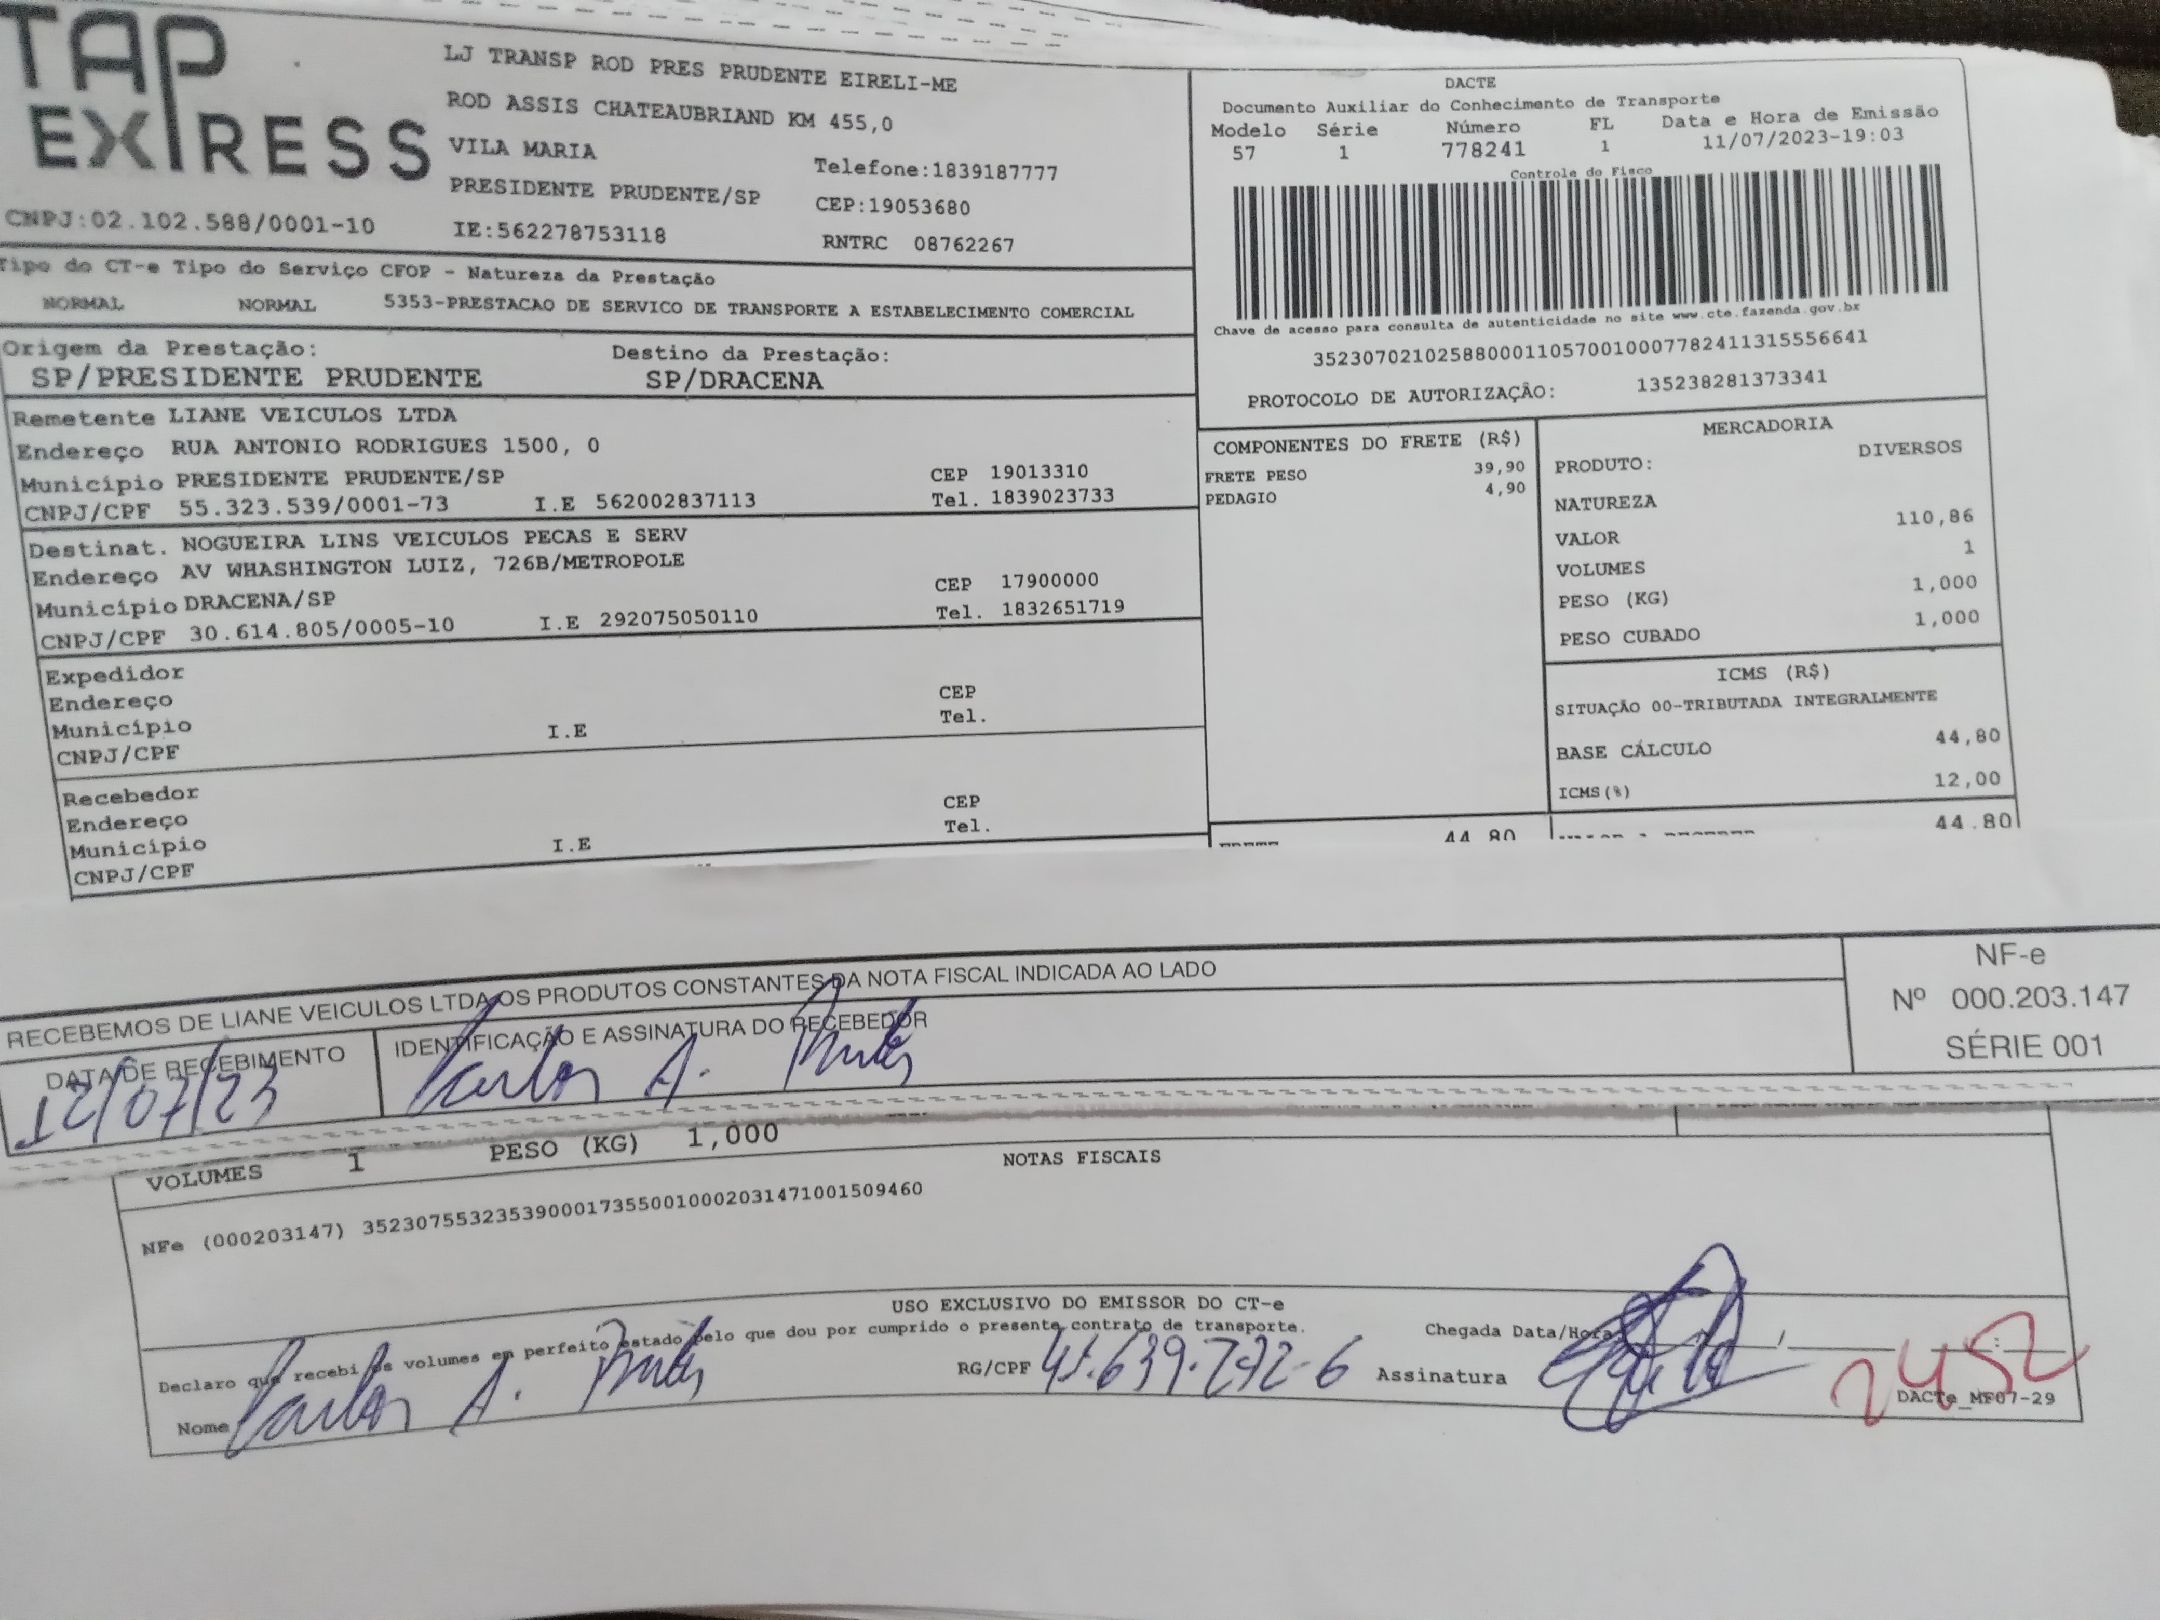 TAP
EXPRESS
CNPJ:02.102.588/0001-10
LJ TRANSP ROD PRES PRUDENTE EIRELI-ME
ROD ASSIS CHATEAUBRIAND KM 455,0
VILA MARIA
Telefone:1839187777
PRESIDENTE PRUDENTE/SP
CEP:19053680
IE:562278753118
RNTRC 08762267
DACTE
Documento Auxiliar do Conhecimento de Transporte
Modelo Série Número FL Data e Hora de Emissão
57 1 778241 1 11/07/2023-19:03
Controle do Fisco
Chave de acesso para consulta de autenticidade no site www.cte.fazenda.gov.br
35230702102588000110570010007782411315556641
PROTOCOLO DE AUTORIZAÇÃO: 135238281373341
Tipo do CT-e Tipo do Serviço CFOP - Natureza da Prestação
NORMAL NORMAL 5353-PRESTACAO DE SERVICO DE TRANSPORTE A ESTABELECIMENTO COMERCIAL
Origem da Prestação: Destino da Prestação:
SP/PRESIDENTE PRUDENTE SP/DRACENA
Remetente LIANE VEICULOS LTDA
Endereço RUA ANTONIO RODRIGUES 1500, 0
Município PRESIDENTE PRUDENTE/SP CEP 19013310
CNPJ/CPF 55.323.539/0001-73 I.E 562002837113 Tel. 1839023733
Destinat. NOGUEIRA LINS VEICULOS PECAS E SERV
Endereço AV WHASHINGTON LUIZ, 726B/METROPOLE
Município DRACENA/SP CEP 17900000
CNPJ/CPF 30.614.805/0005-10 I.E 292075050110 Tel. 1832651719
Expedidor
Endereço CEP
Município I.E Tel.
CNPJ/CPF
Recebedor
Endereço CEP
Município I.E Tel.
CNPJ/CPF
COMPONENTES DO FRETE (R$)
FRETE PESO 39,90
PEDAGIO 4,90
44,80
MERCADORIA
PRODUTO: DIVERSOS
NATUREZA
VALOR 110,86
VOLUMES 1
PESO (KG) 1,000
PESO CUBADO 1,000
ICMS (R$)
SITUAÇÃO 00-TRIBUTADA INTEGRALMENTE
BASE CÁLCULO 44,80
ICMS(%) 12,00
44.80
RECEBEMOS DE LIANE VEICULOS LTDA OS PRODUTOS CONSTANTES DA NOTA FISCAL INDICADA AO LADO
DATA DE RECEBIMENTO IDENTIFICAÇÃO E ASSINATURA DO RECEBEDOR
12/07/23 Carlos A.
NF-e
Nº 000.203.147
SÉRIE 001
VOLUMES 1 PESO (KG) 1,000
NOTAS FISCAIS
NFe (000203147) 35230755323539000173550010002031471001509460
USO EXCLUSIVO DO EMISSOR DO CT-e
Declaro que recebi os volumes em perfeito estado pelo que dou por cumprido o presente contrato de transporte.
Chegada Data/Hora
Nome Carlos A.
RG/CPF
Assinatura
2452
DACTe_MF07-29